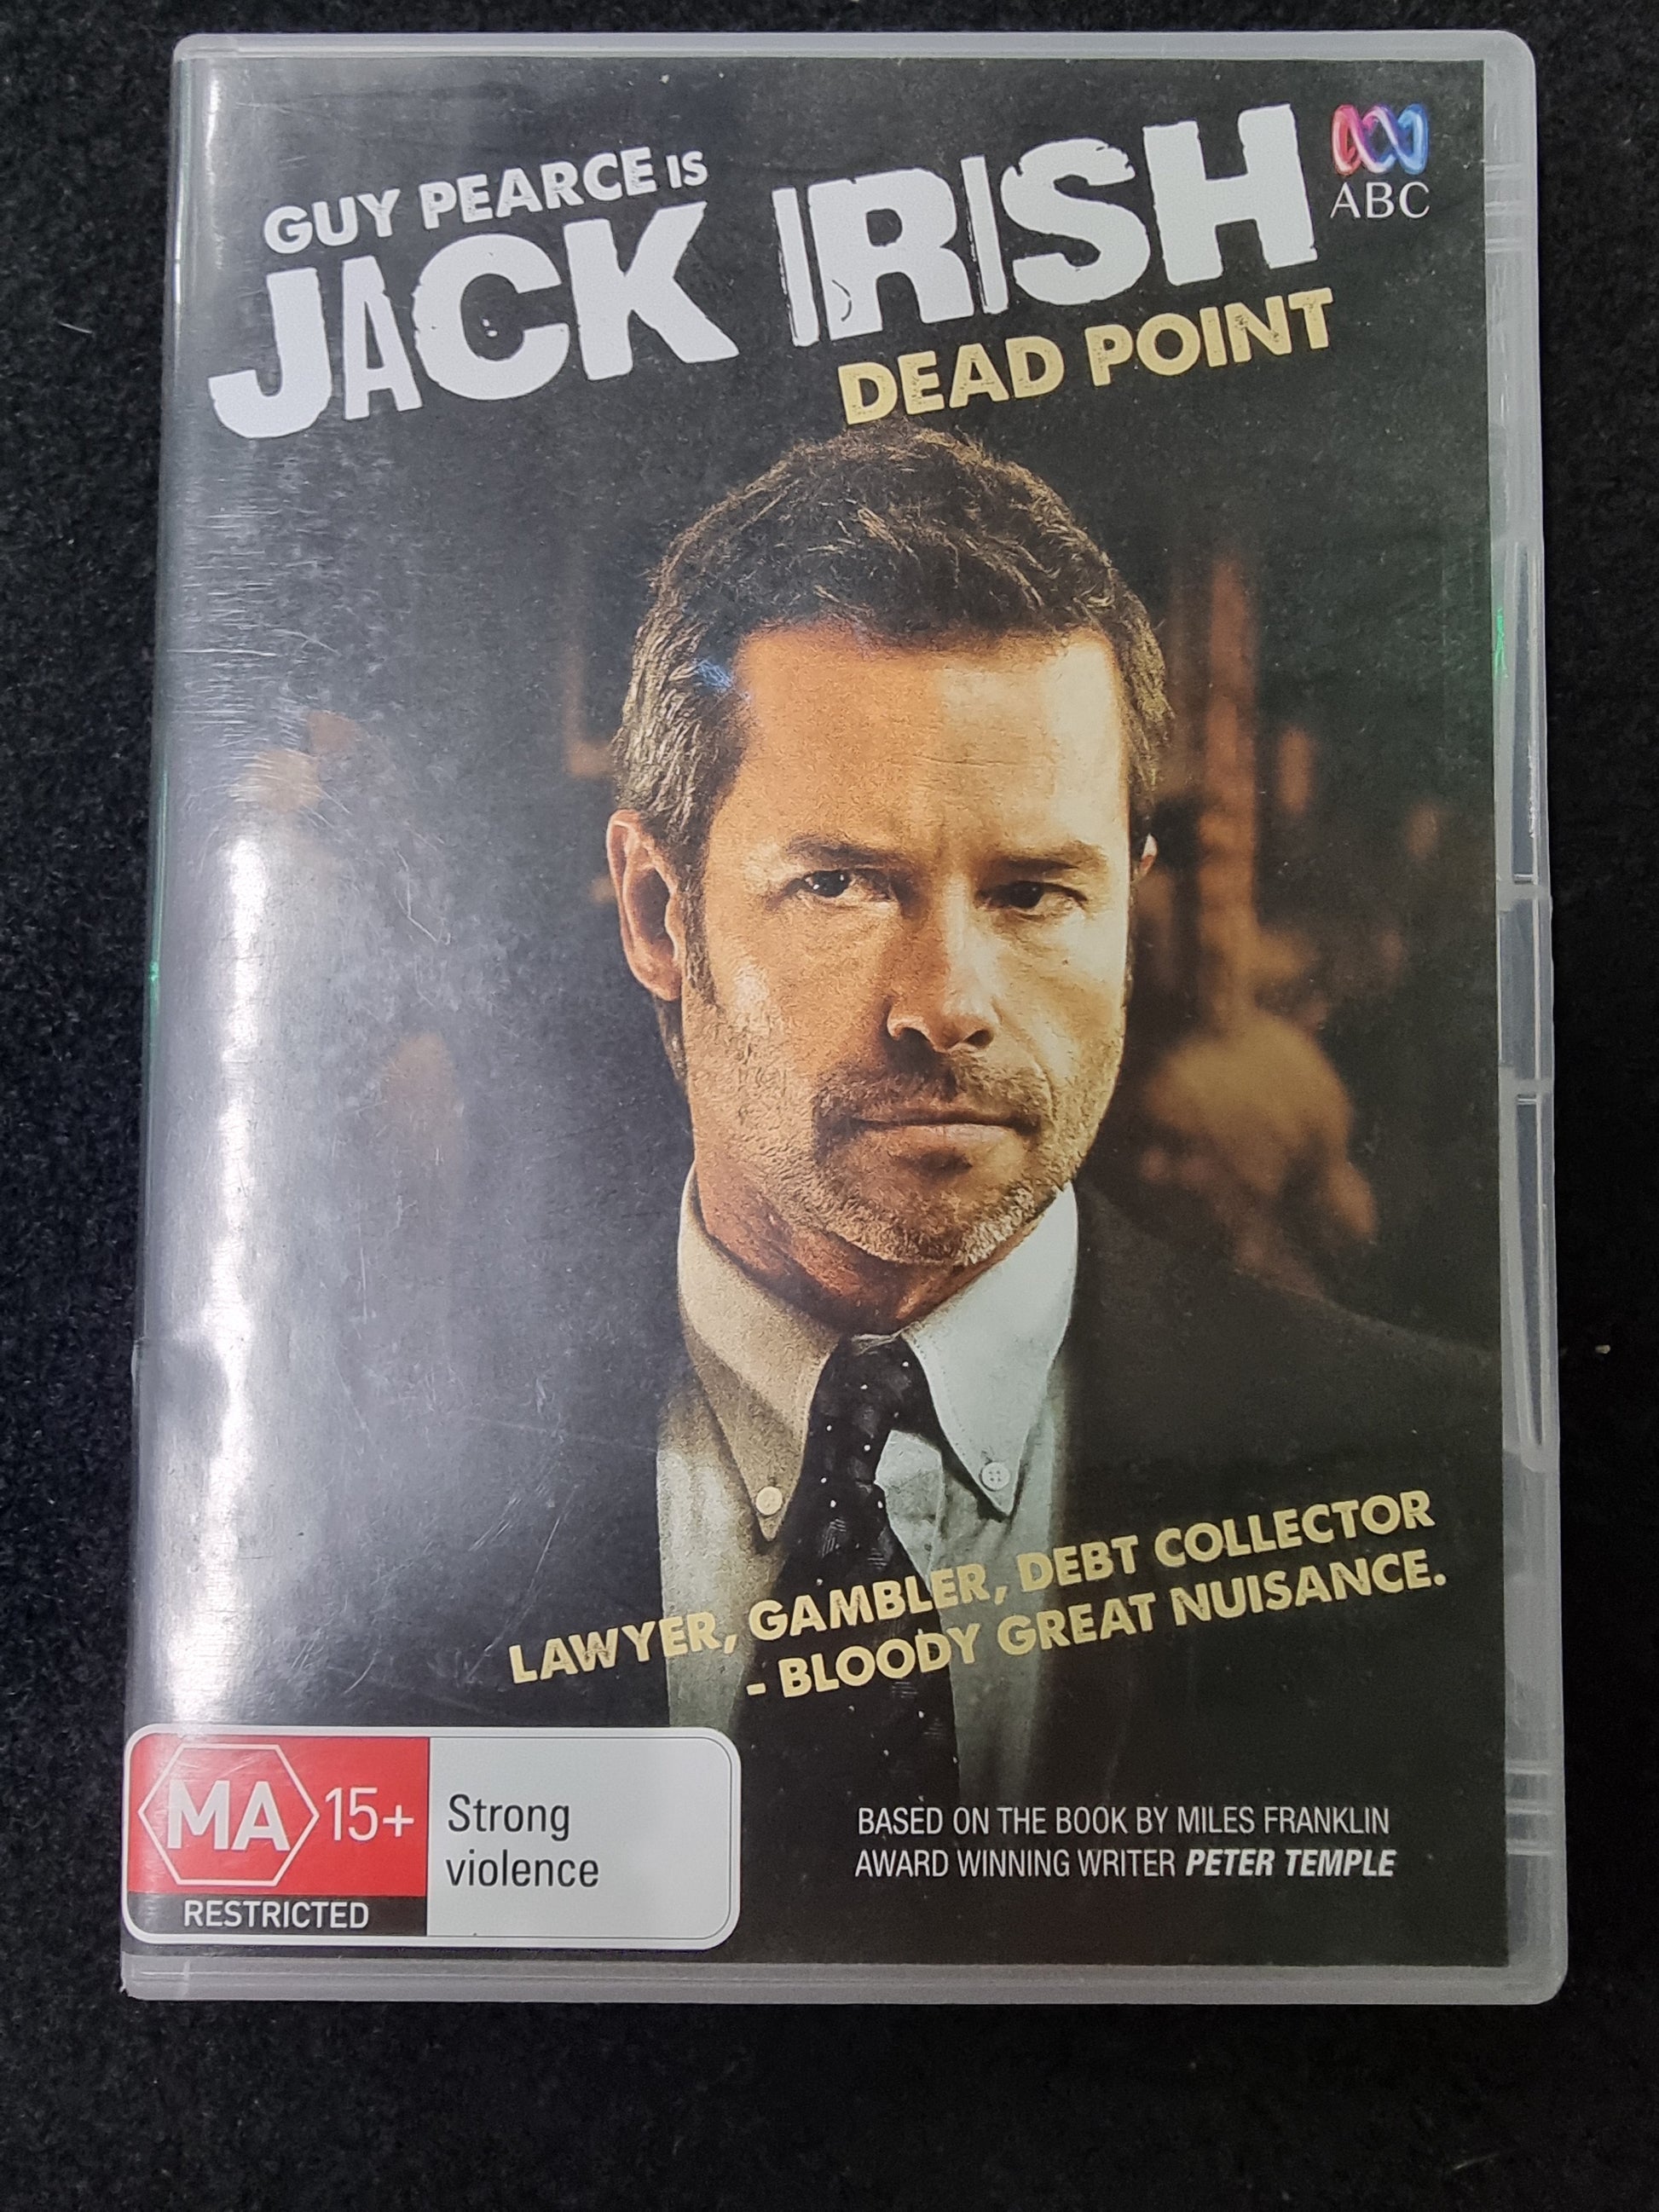 GUY PEARCE IS
JACK IRISH
ABC
DEAD POINT
LAWYER, GAMBLER, DEBT COLLECTOR
- BLOODY GREAT NUISANCE.
MA 15+
RESTRICTED
Strong
violence
BASED ON THE BOOK BY MILES FRANKLIN
AWARD WINNING WRITER PETER TEMPLE